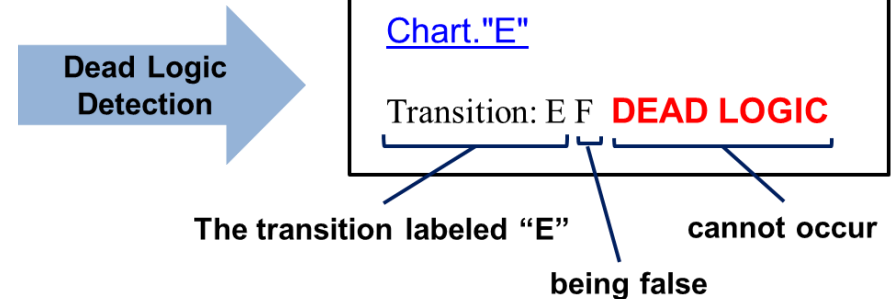 Dead Logic
Detection
Chart."E"
Transition: E F DEAD LOGIC
The transition labeled “E”
cannot occur
being false